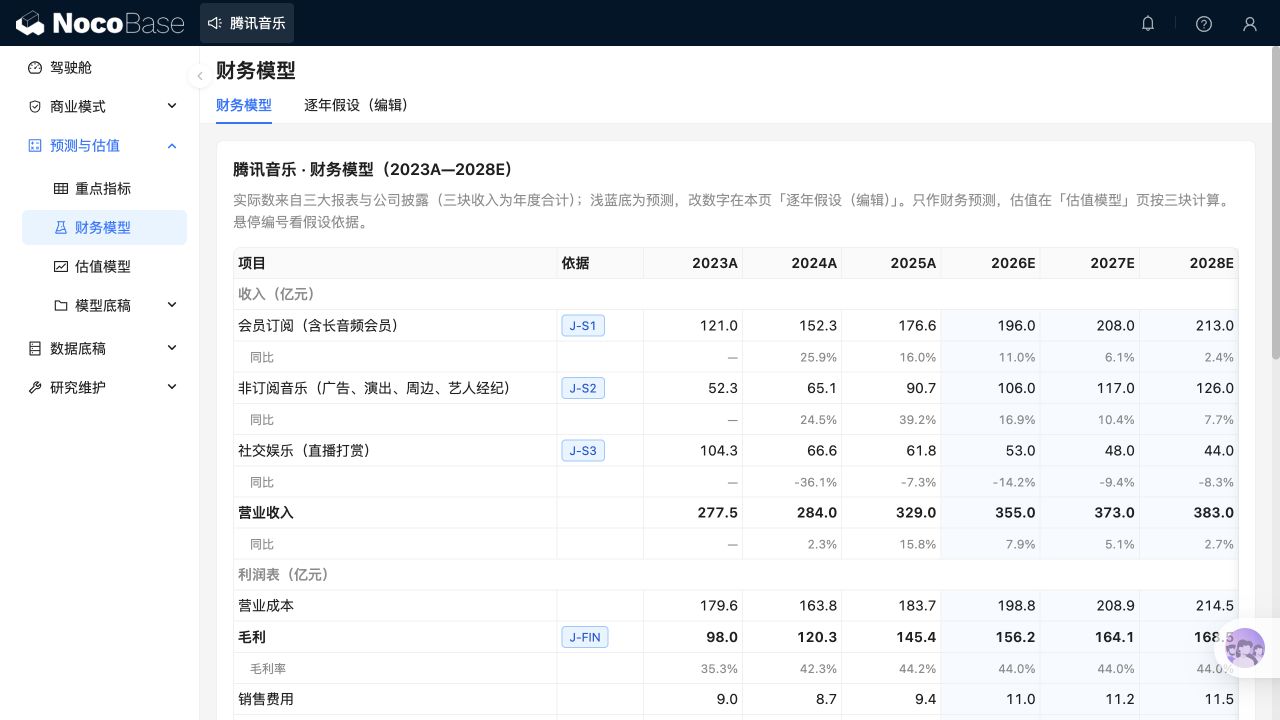 NocoBase 腾讯音乐
驾驶舱
商业模式
预测与估值
重点指标
财务模型
估值模型
模型底稿
数据底稿
研究维护
财务模型
财务模型 逐年假设（编辑）
腾讯音乐 · 财务模型（2023A—2028E）
实际数来自三大报表与公司披露（三块收入为年度合计）；浅蓝底为预测，改数字在本页「逐年假设（编辑）」。只作财务预测，估值在「估值模型」页按三块计算。
悬停编号看假设依据。
项目 依据 2023A 2024A 2025A 2026E 2027E 2028E
收入（亿元）
会员订阅（含长音频会员） J-S1 121.0 152.3 176.6 196.0 208.0 213.0
同比 — 25.9% 16.0% 11.0% 6.1% 2.4%
非订阅音乐（广告、演出、周边、艺人经纪） J-S2 52.3 65.1 90.7 106.0 117.0 126.0
同比 — 24.5% 39.2% 16.9% 10.4% 7.7%
社交娱乐（直播打赏） J-S3 104.3 66.6 61.8 53.0 48.0 44.0
同比 — -36.1% -7.3% -14.2% -9.4% -8.3%
营业收入 277.5 284.0 329.0 355.0 373.0 383.0
同比 — 2.3% 15.8% 7.9% 5.1% 2.7%
利润表（亿元）
营业成本 179.6 163.8 183.7 198.8 208.9 214.5
毛利 J-FIN 98.0 120.3 145.4 156.2 164.1 168.5
毛利率 35.3% 42.3% 44.2% 44.0% 44.0% 44.0%
销售费用 9.0 8.7 9.4 11.0 11.2 11.5